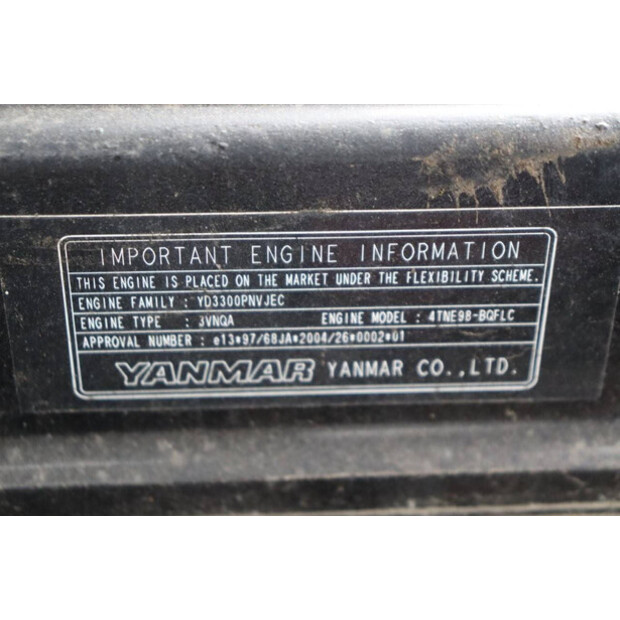 IMPORTANT ENGINE INFORMATION
THIS ENGINE IS PLACED ON THE MARKET UNDER THE FLEXIBILITY SCHEME.
ENGINE FAMILY : YD3300PNVJEC
ENGINE TYPE : 3VNQA ENGINE MODEL : 4TNE98-BQFLC
APPROVAL NUMBER : e13*97/68JA*2004/26*0002*01
YANMAR YANMAR CO.,LTD.